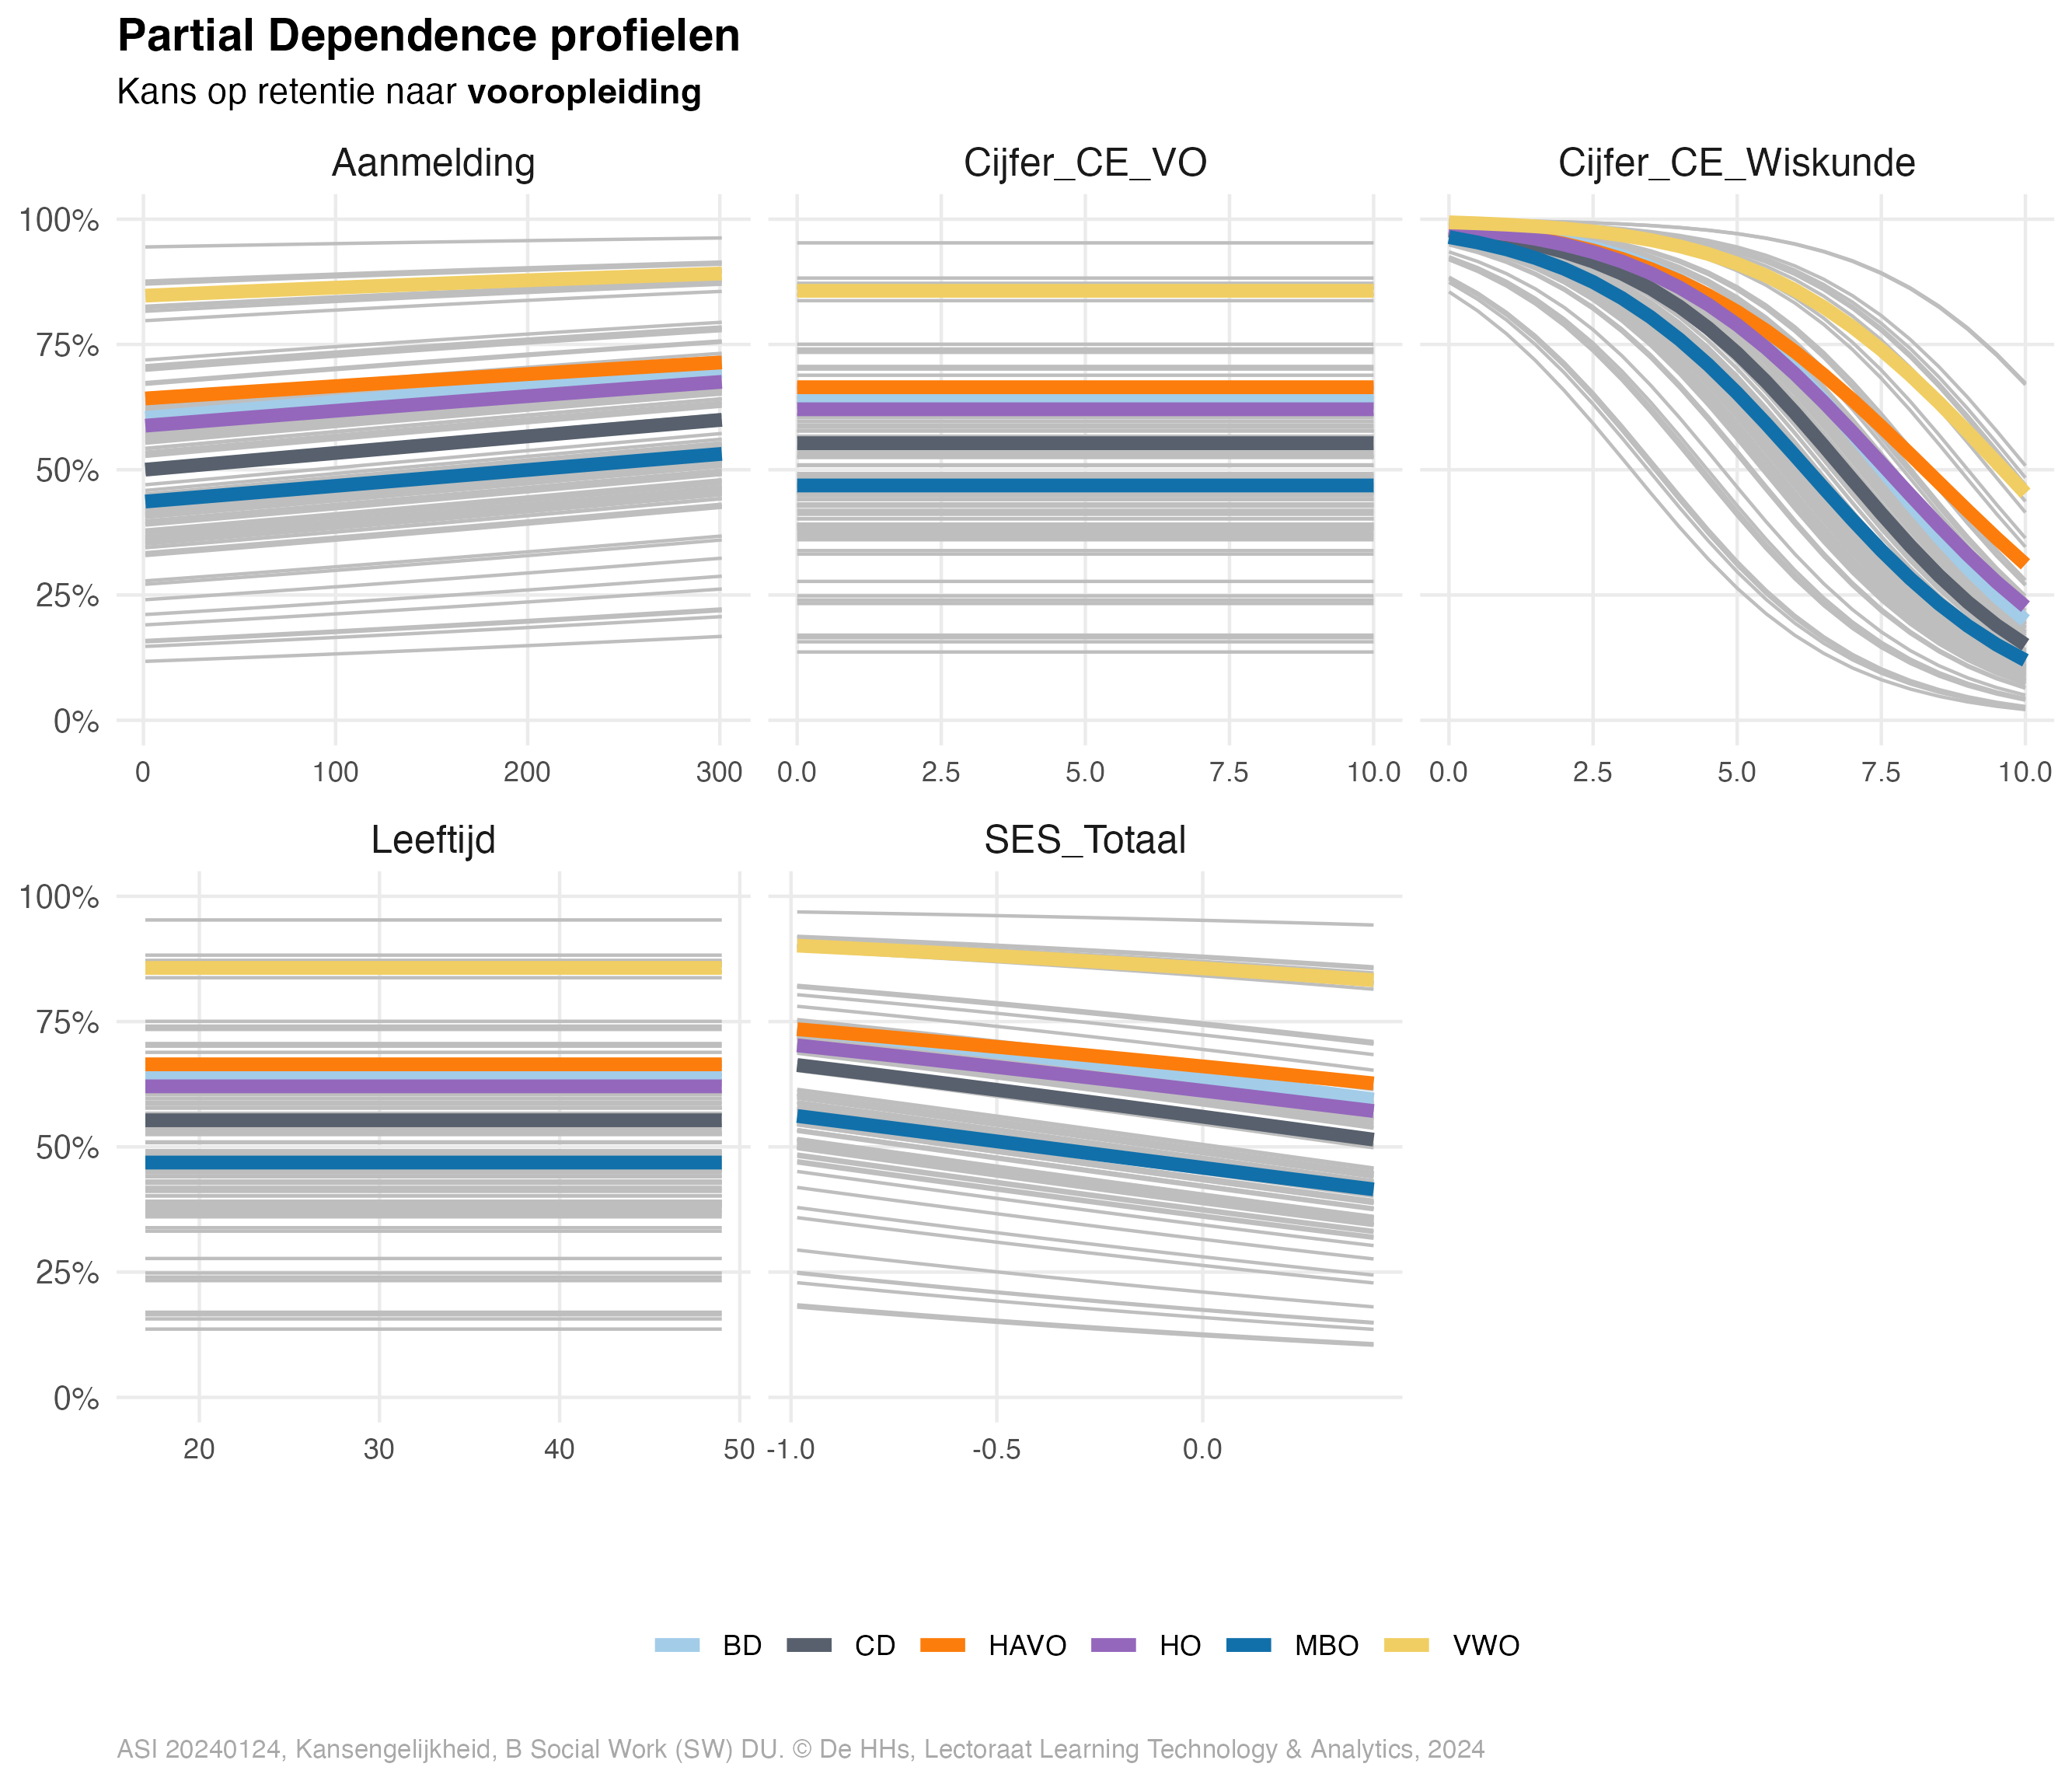 Partial Dependence profielen
Kans op retentie naar vooropleiding
Aanmelding
Cijfer_CE_VO
Cijfer_CE_Wiskunde
100%
75%
50%
25%
0%
0 100 200 300
0.0 2.5 5.0 7.5 10.0
0.0 2.5 5.0 7.5 10.0
Leeftijd
SES_Totaal
100%
75%
50%
25%
0%
20 30 40 50
-1.0 -0.5 0.0
BD CD HAVO HO MBO VWO
ASI 20240124, Kansengelijkheid, B Social Work (SW) DU. © De HHs, Lectoraat Learning Technology & Analytics, 2024